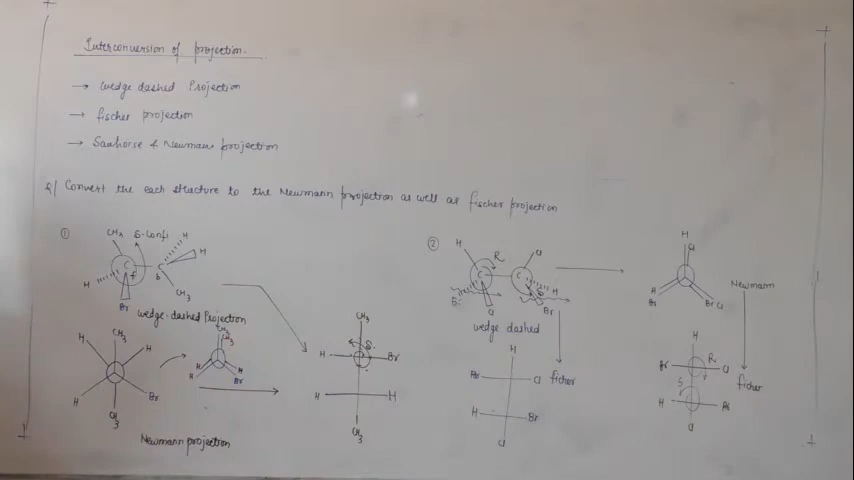 Interconversion of projection.
→ wedge dashed Projection
→ fischer projection
→ Sawhorse & Newman projection
Q/ Convert the each structure to the Newmann projection as well as fischer projection
①
CH₃ S-Confi H
H
C C
f b
H
Br CH₃
wedge-dashed Projection
CH₃
H H
H Br
CH₃
CH₃
H H
Br
Newmann projection
CH₃
H S Br
H H
CH₃
②
H Cl
R
C C
S H
Br
Cl
wedge dashed
H
Br Cl
H Br
Cl
ficher
H
Cl
H
Br Br Cl
Newmann
H
Br R Cl
S
H Br
Cl
ficher